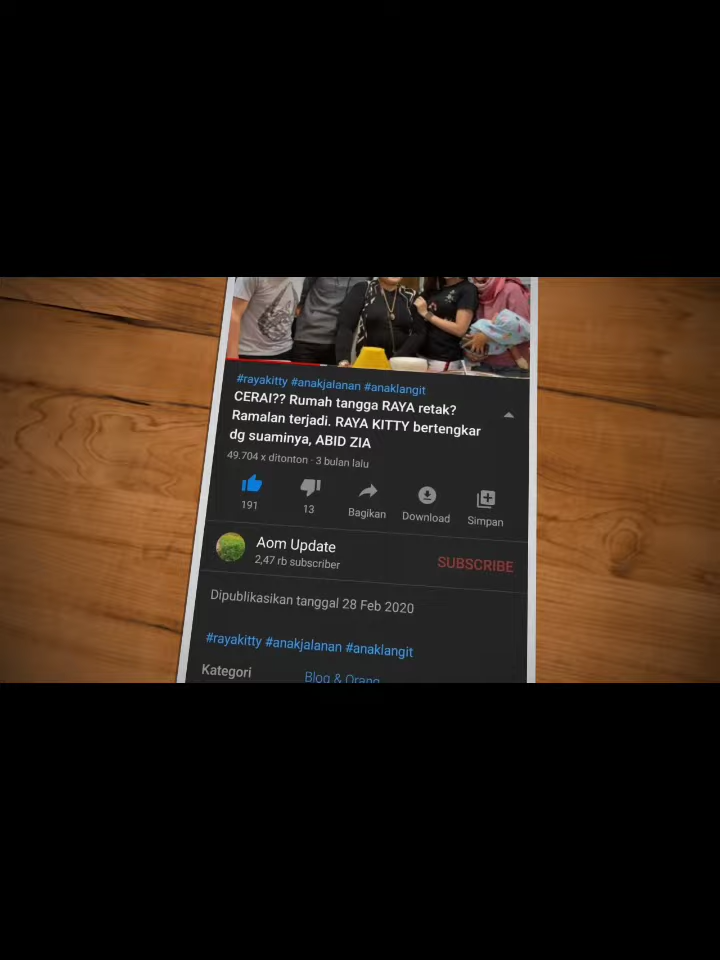 #rayakitty #anakjalanan #anaklangit
CERAI?? Rumah tangga RAYA retak?
Ramalan terjadi. RAYA KITTY bertengkar
dg suaminya, ABID ZIA
49.704 x ditonton · 3 bulan lalu
191
13
Bagikan
Download
Simpan
Aom Update
2,47 rb subscriber
SUBSCRIBE
Dipublikasikan tanggal 28 Feb 2020
#rayakitty #anakjalanan #anaklangit
Kategori
Blog & Orang